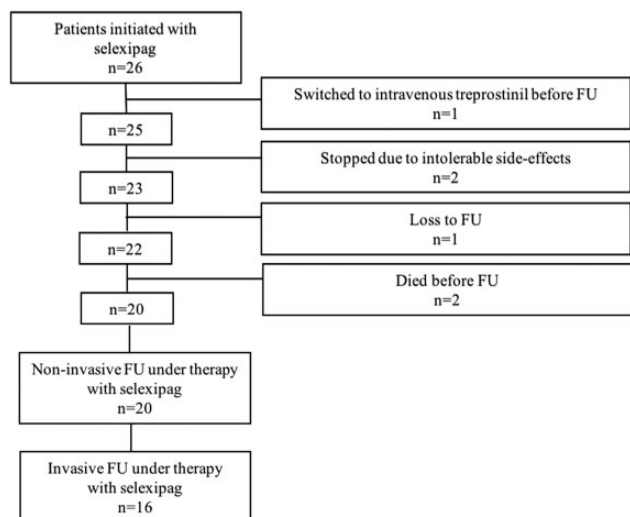 Patients initiated with
selexipag
n=26
Switched to intravenous treprostinil before FU
n=1
n=25
Stopped due to intolerable side-effects
n=2
n=23
Loss to FU
n=1
n=22
Died before FU
n=2
n=20
Non-invasive FU under therapy
with selexipag
n=20
Invasive FU under therapy
with selexipag
n=16